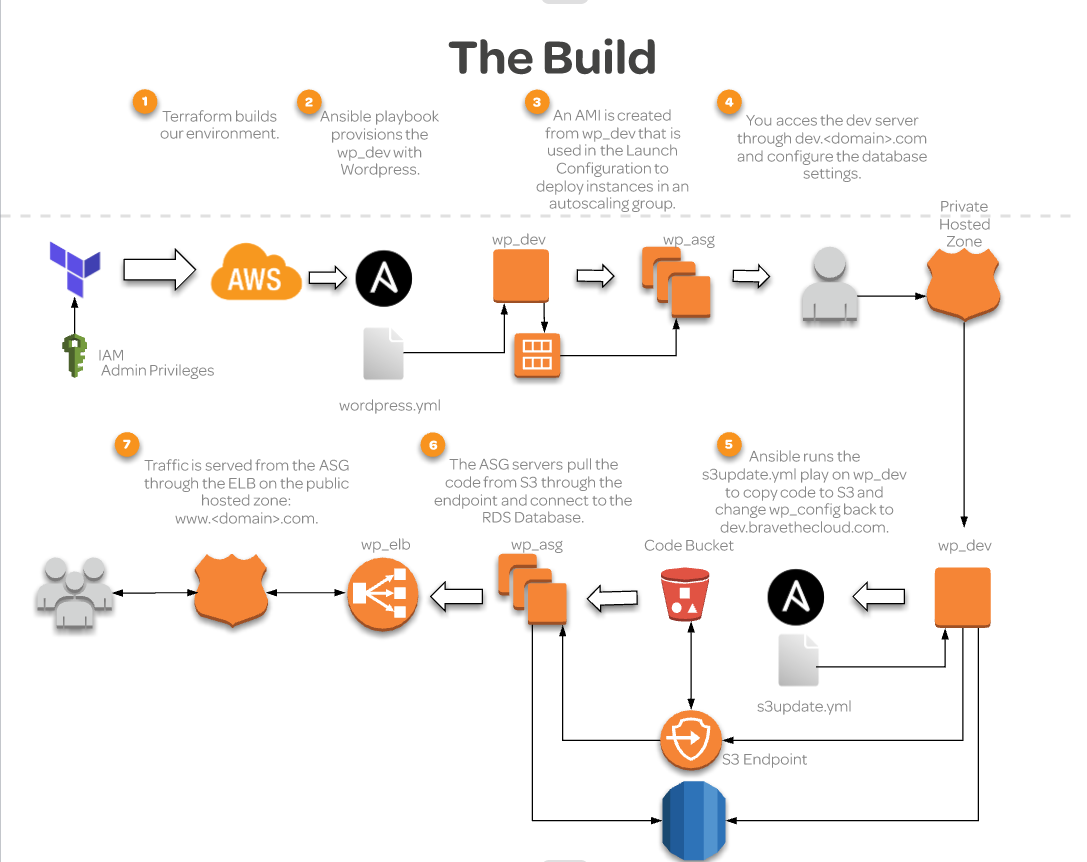 The Build
1
Terraform builds
our environment.
2
Ansible playbook
provisions the
wp_dev with
Wordpress.
3
An AMI is created
from wp_dev that is
used in the Launch
Configuration to
deploy instances in an
autoscaling group.
4
You acces the dev server
through dev.<domain>.com
and configure the database
settings.
Private
Hosted
Zone
wp_dev
wp_asg
AWS
A
IAM
Admin Privileges
wordpress.yml
7
Traffic is served from the ASG
through the ELB on the public
hosted zone:
www.<domain>.com.
6
The ASG servers pull the
code from S3 through the
endpoint and connect to the
RDS Database.
5
Ansible runs the
s3update.yml play on wp_dev
to copy code to S3 and
change wp_config back to
dev.bravethecloud.com.
wp_elb
wp_asg
Code Bucket
wp_dev
A
s3update.yml
S3 Endpoint